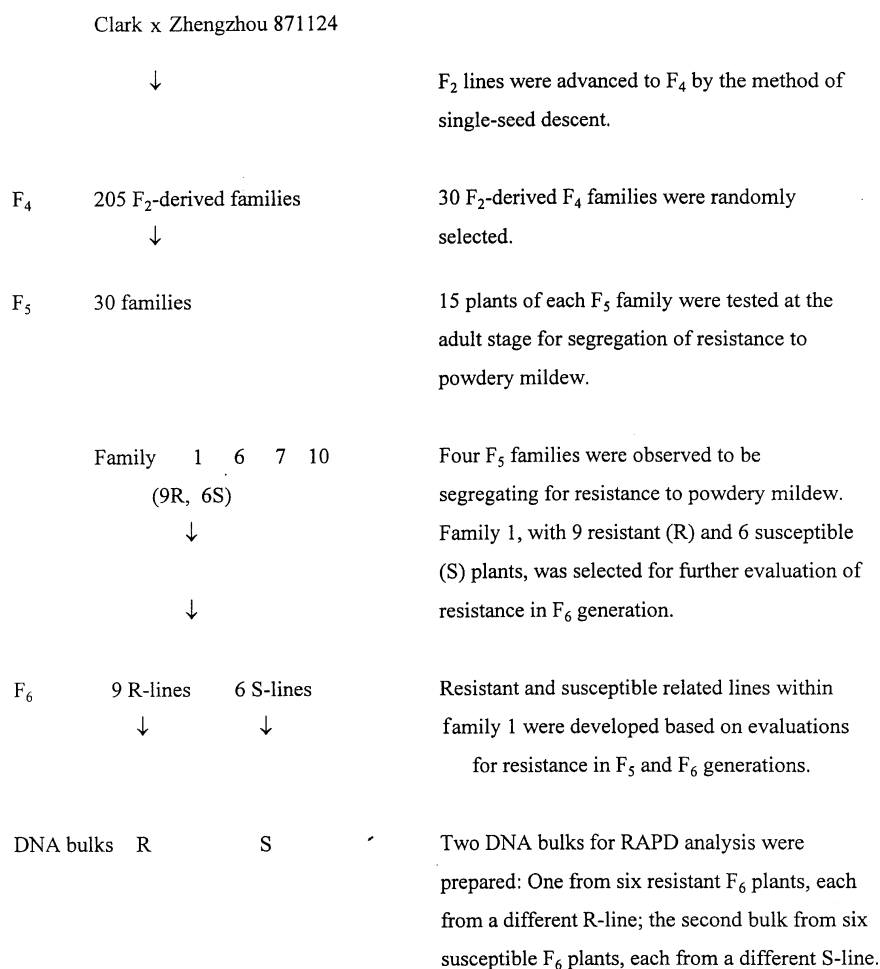 Clark x Zhengzhou 871124
↓ F₂ lines were advanced to F₄ by the method of
single-seed descent.
F₄ 205 F₂-derived families 30 F₂-derived F₄ families were randomly
↓ selected.
F₅ 30 families 15 plants of each F₅ family were tested at the
adult stage for segregation of resistance to
powdery mildew.
Family 1 6 7 10 Four F₅ families were observed to be
(9R, 6S) segregating for resistance to powdery mildew.
↓ Family 1, with 9 resistant (R) and 6 susceptible
(S) plants, was selected for further evaluation of
↓ resistance in F₆ generation.
F₆ 9 R-lines 6 S-lines Resistant and susceptible related lines within
↓ ↓ family 1 were developed based on evaluations
for resistance in F₅ and F₆ generations.
DNA bulks R S Two DNA bulks for RAPD analysis were
prepared: One from six resistant F₆ plants, each
from a different R-line; the second bulk from six
susceptible F₆ plants, each from a different S-line.